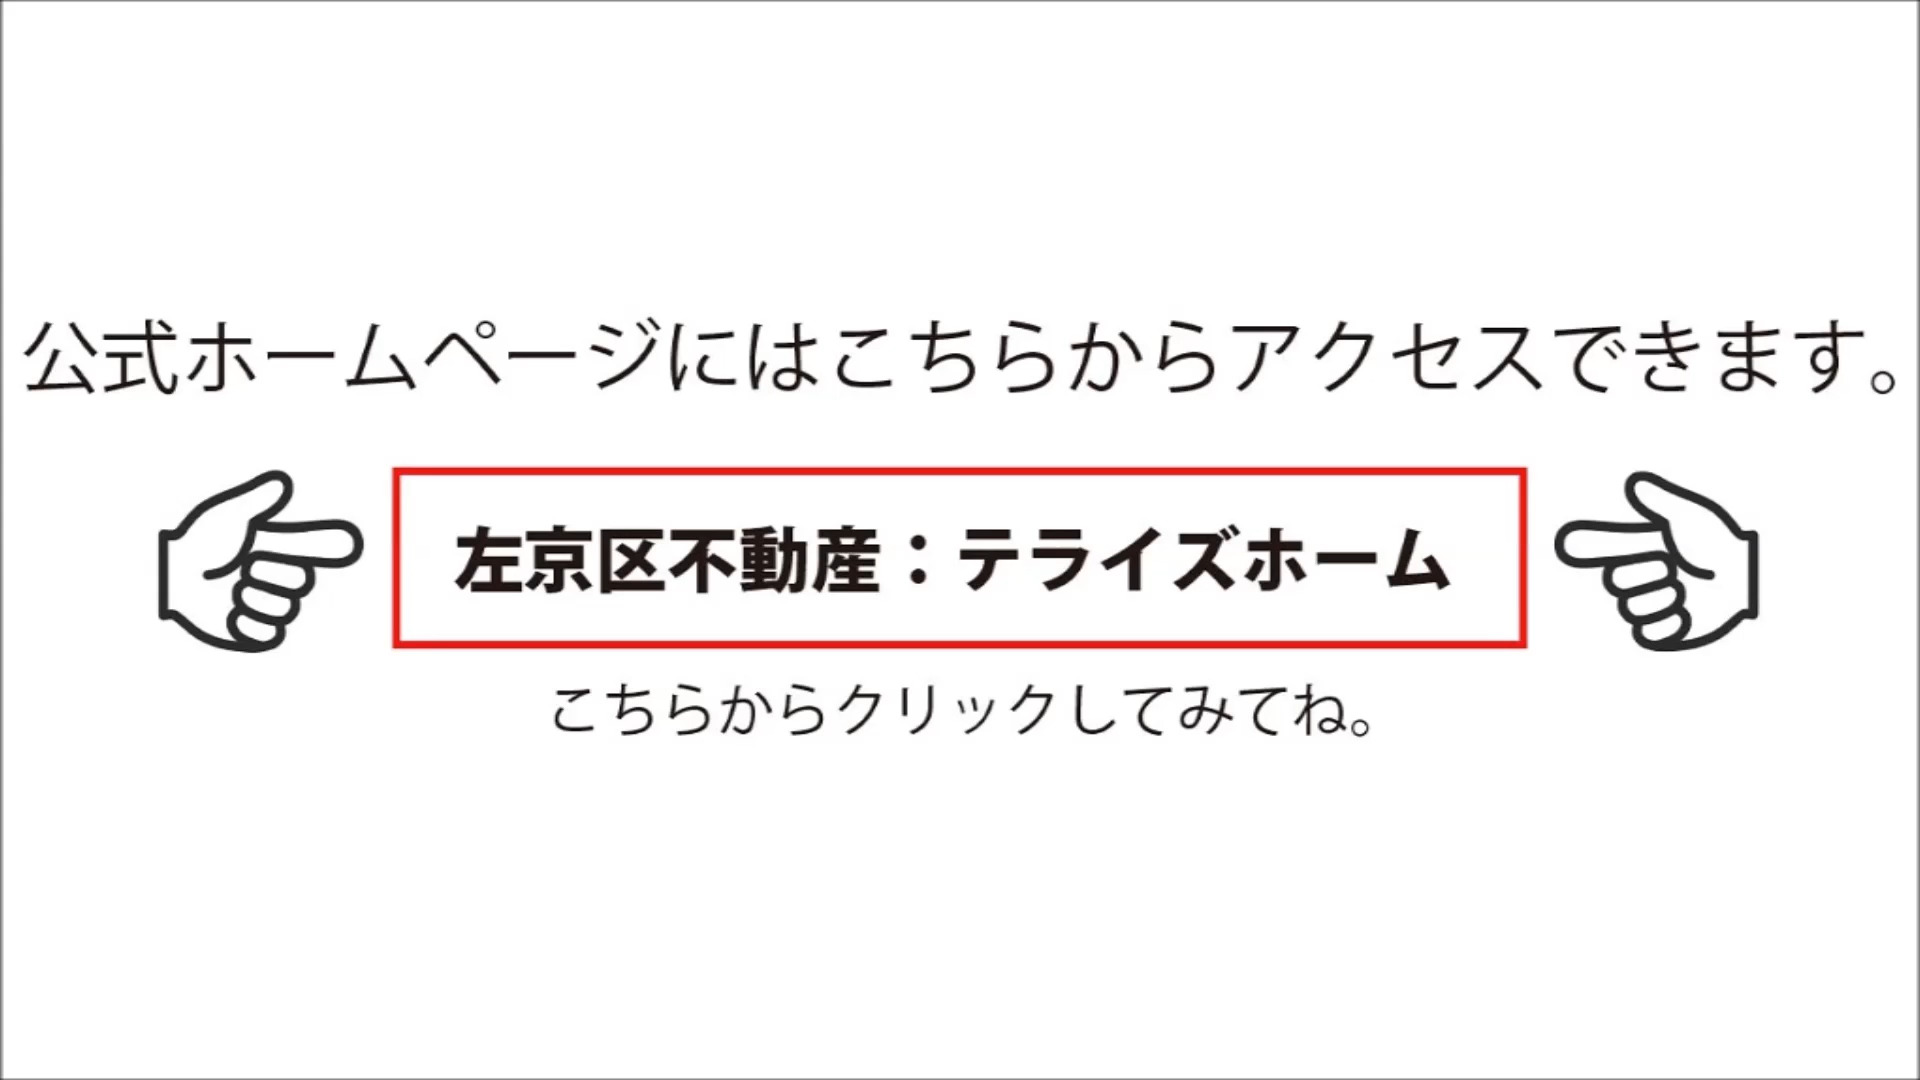 公式ホームページにはこちらからアクセスできます。
左京区不動産：テライズホーム
こちらからクリックしてみてね。